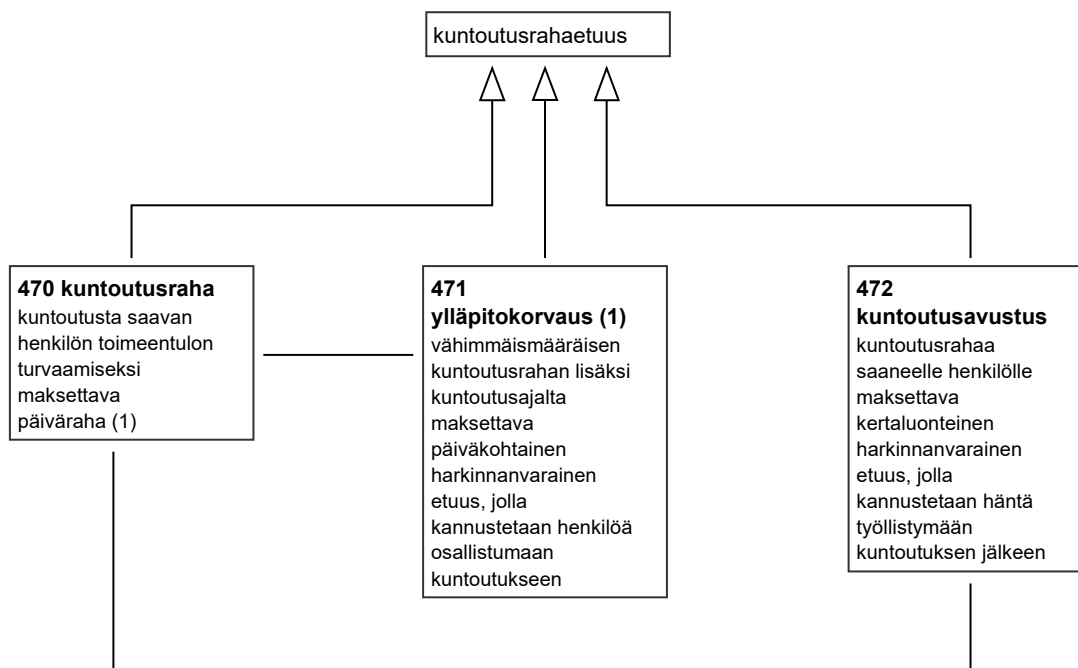 kuntoutusrahaetuus
470 kuntoutusraha
kuntoutusta saavan
henkilön toimeentulon
turvaamiseksi
maksettava
päiväraha (1)
471
ylläpitokorvaus (1)
vähimmäismääräisen
kuntoutusrahan lisäksi
kuntoutusajalta
maksettava
päiväkohtainen
harkinnanvarainen
etuus, jolla
kannustetaan henkilöä
osallistumaan
kuntoutukseen
472
kuntoutusavustus
kuntoutusrahaa
saaneelle henkilölle
maksettava
kertaluonteinen
harkinnanvarainen
etuus, jolla
kannustetaan häntä
työllistymään
kuntoutuksen jälkeen